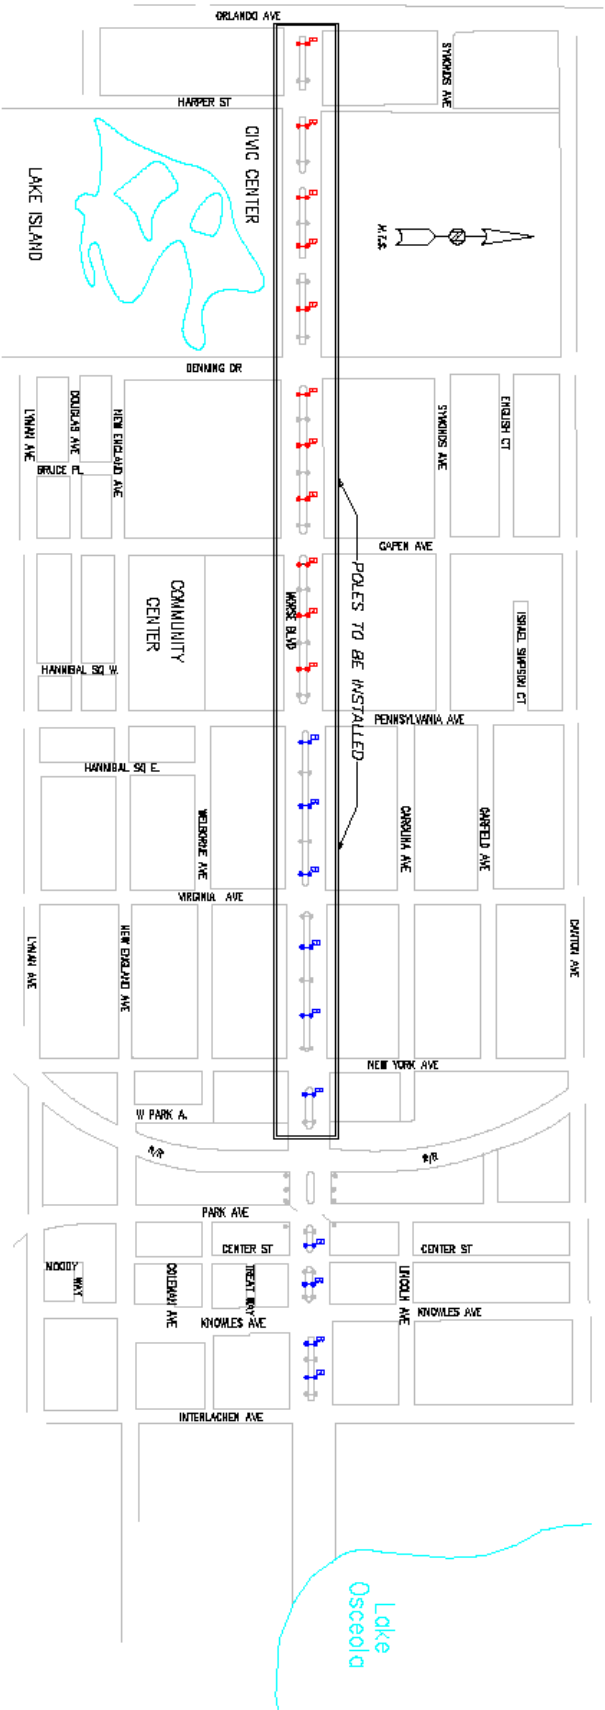 ORLANDO AVE
SYMONDS AVE
HARPER ST
CIVIC CENTER
LAKE ISLAND
N.T.S.
DENNING DR
LYMAN AVE
DOUGLAS AVE
NEW ENGLAND AVE
SYMONDS AVE
ENGLISH CT
BRUCE PL
CAPEN AVE
POLES TO BE INSTALLED
COMMUNITY
CENTER
MORSE BLVD
ISRAEL SIMPSON CT
HANNIBAL SQ W.
PENNSYLVANIA AVE
HANNIBAL SQ E.
WELBORNE AVE
CAROLINA AVE
GARFIELD AVE
VIRGINIA AVE
LYMAN AVE
NEW ENGLAND AVE
CANTON AVE
NEW YORK AVE
W PARK A.
R/R
R/R
PARK AVE
CENTER ST
CENTER ST
MOODY
WAY
COLEMAN AVE
TREAT WAY
LINCOLN AVE
KNOWLES AVE
KNOWLES AVE
INTERLACHEN AVE
Lake
Osceola